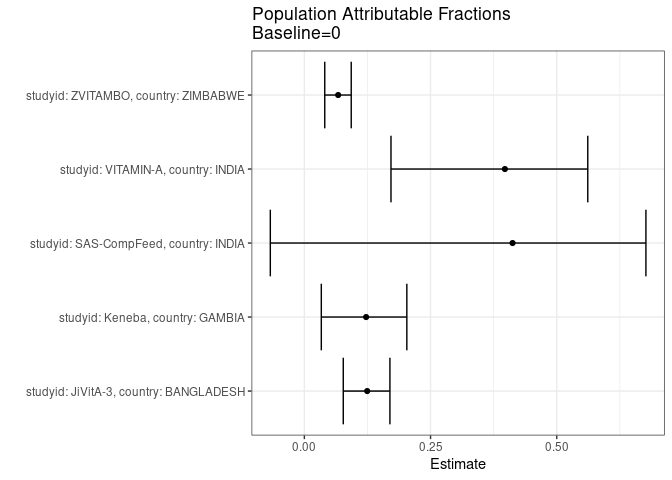 Population Attributable Fractions
Baseline=0
studyid: ZVITAMBO, country: ZIMBABWE
studyid: VITAMIN-A, country: INDIA
studyid: SAS-CompFeed, country: INDIA
studyid: Keneba, country: GAMBIA
studyid: JiVitA-3, country: BANGLADESH
0.00 0.25 0.50
Estimate